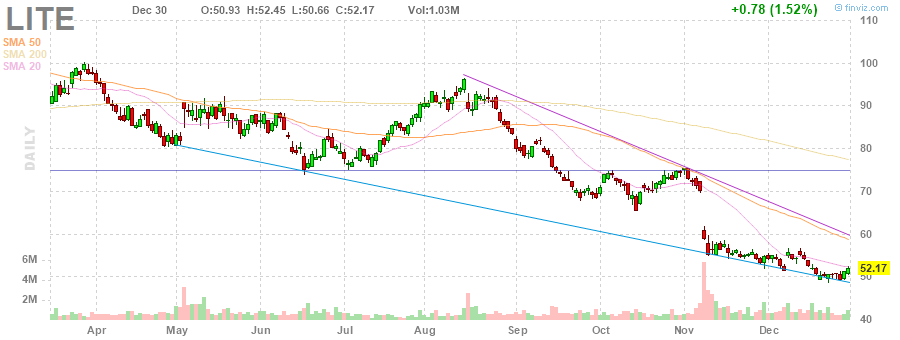 LITE
Dec 30 O:50.93 H:52.45 L:50.66 C:52.17 Vol:1.03M +0.78 (1.52%) finviz.com
SMA 50
SMA 200
SMA 20
DAILY
110
100
90
80
70
60
52.17
50
40
6M
4M
2M
Apr May Jun Jul Aug Sep Oct Nov Dec